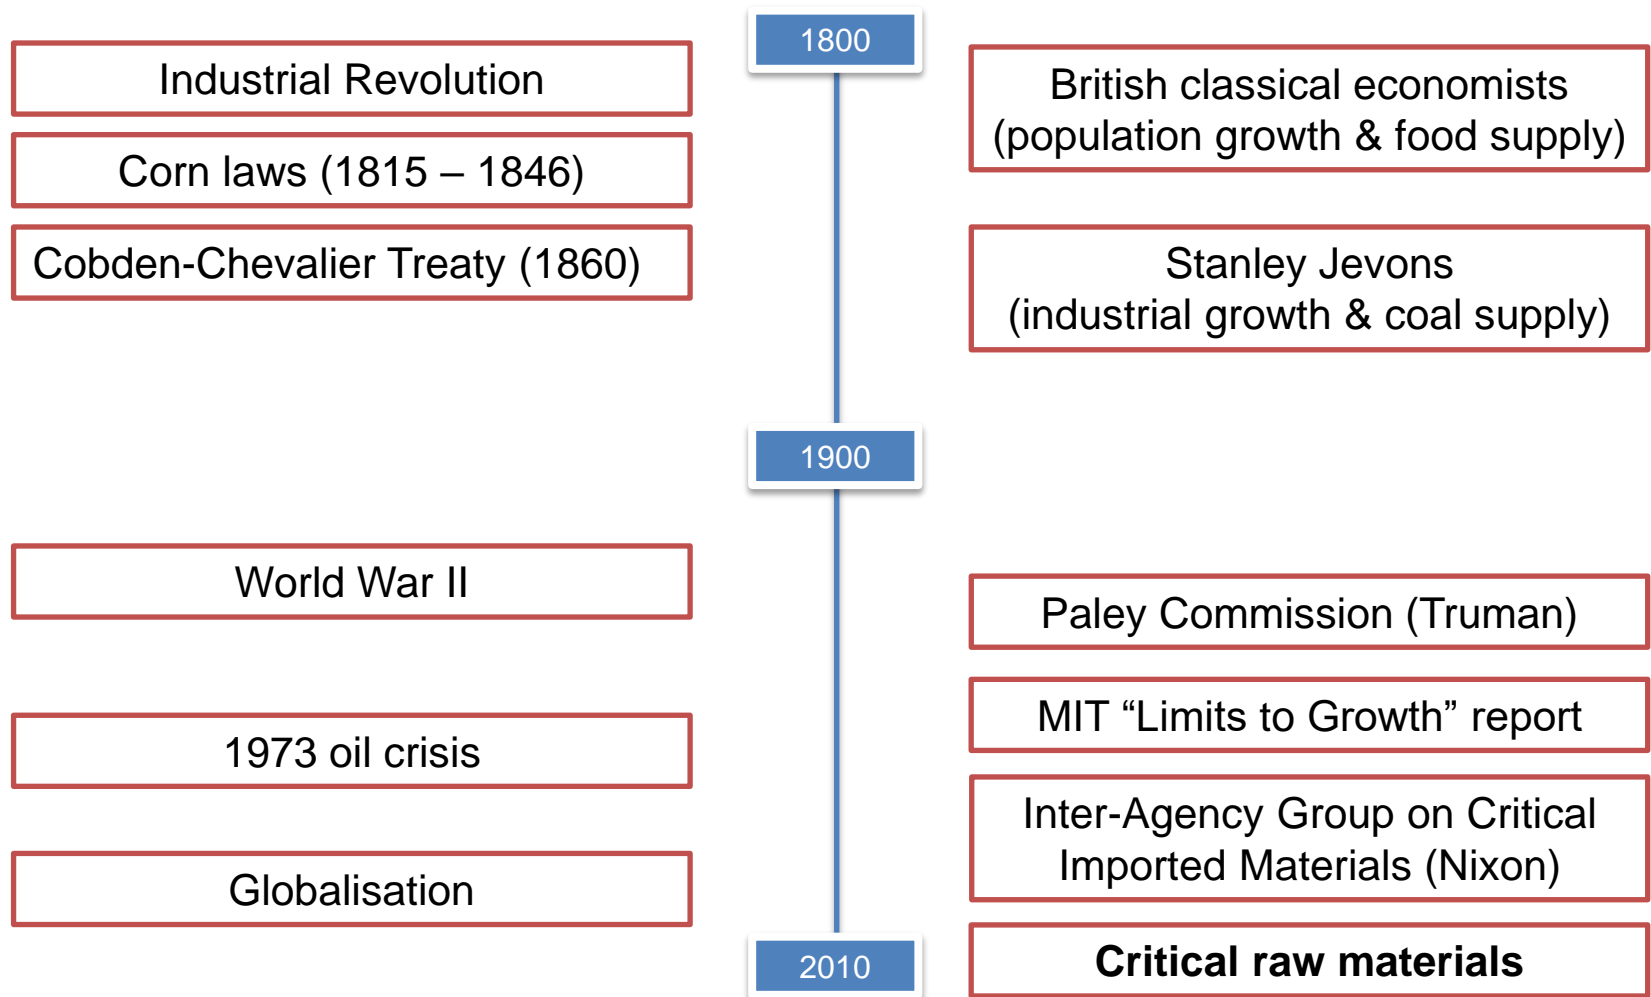 1800
Industrial Revolution
Corn laws (1815 – 1846)
Cobden-Chevalier Treaty (1860)
British classical economists
(population growth & food supply)
Stanley Jevons
(industrial growth & coal supply)
1900
World War II
1973 oil crisis
Globalisation
Paley Commission (Truman)
MIT “Limits to Growth” report
Inter-Agency Group on Critical
Imported Materials (Nixon)
Critical raw materials
2010